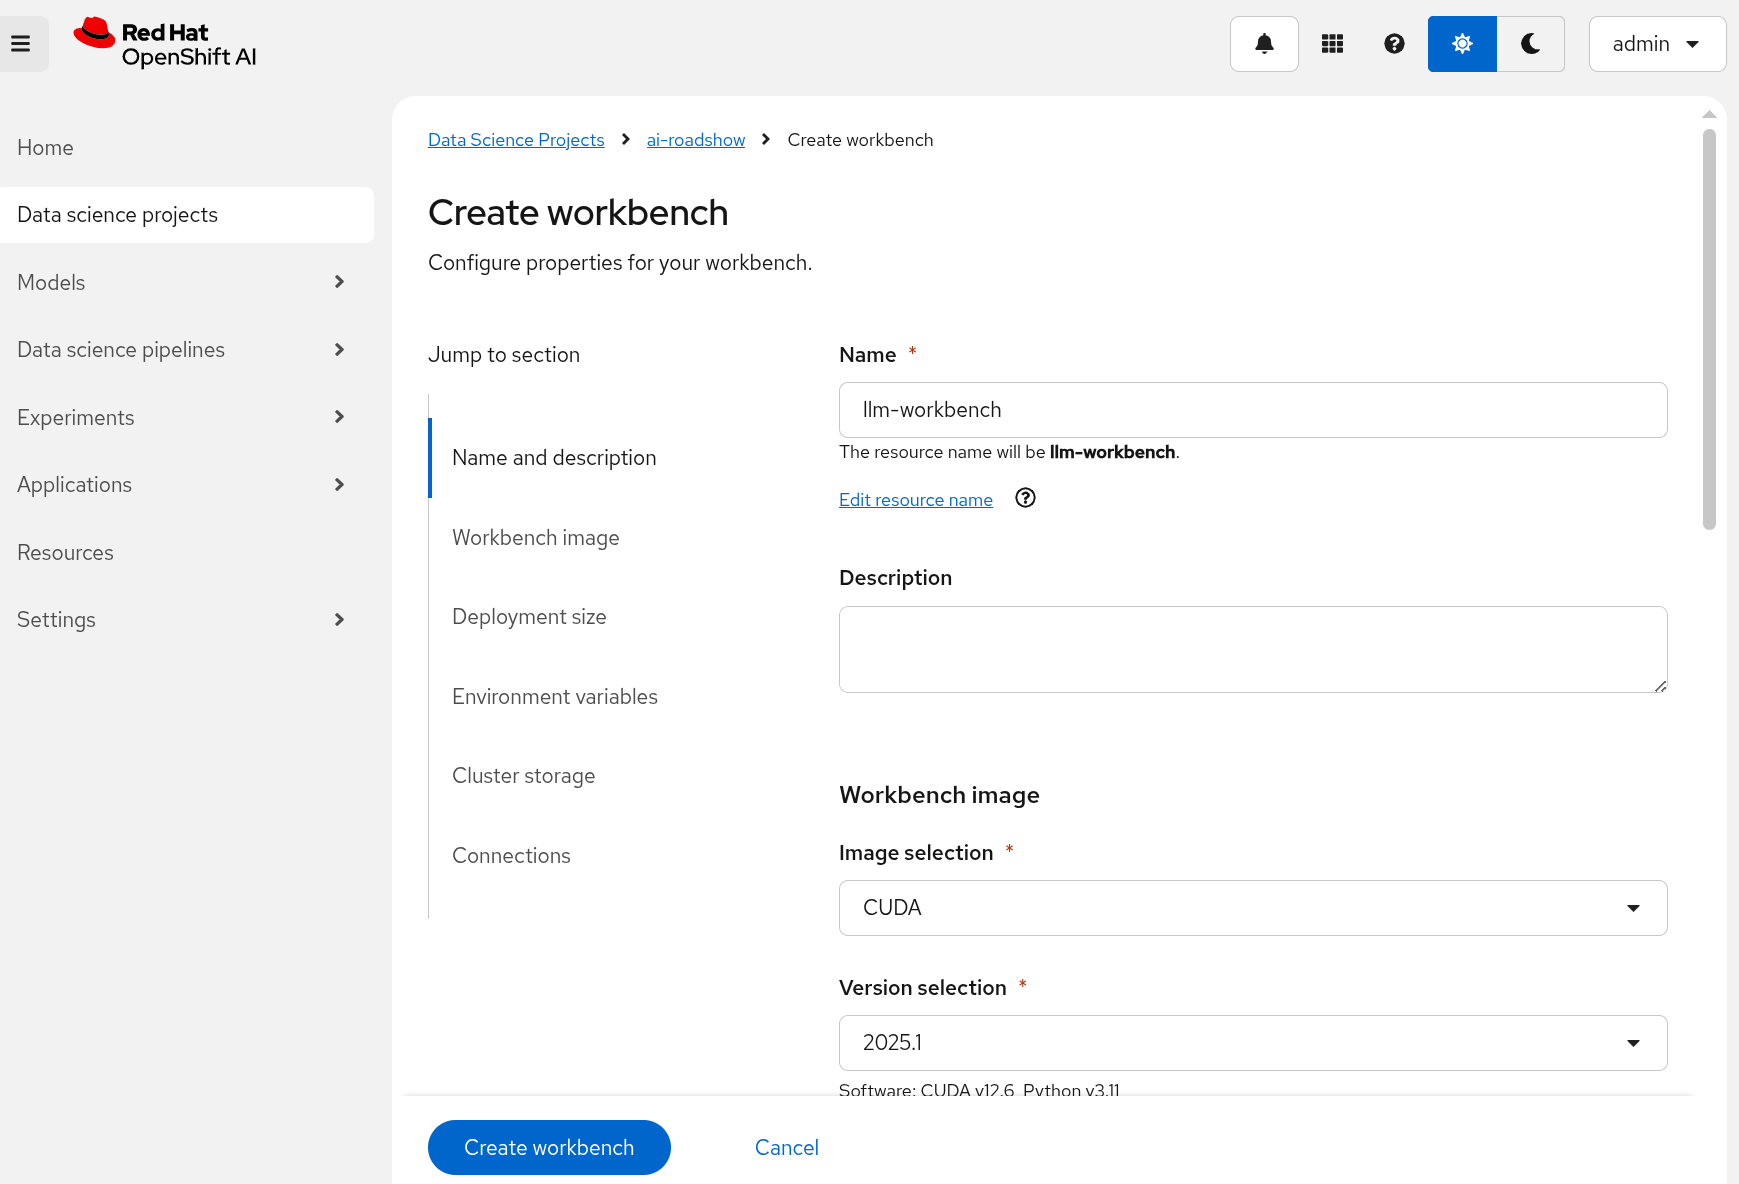 Red Hat
OpenShift AI
admin
Home
Data science projects
Models
Data science pipelines
Experiments
Applications
Resources
Settings
Data Science Projects > ai-roadshow > Create workbench
Create workbench
Configure properties for your workbench.
Jump to section
Name and description
Workbench image
Deployment size
Environment variables
Cluster storage
Connections
Name *
llm-workbench
The resource name will be llm-workbench.
Edit resource name
Description
Workbench image
Image selection *
CUDA
Version selection *
2025.1
Software: CUDA v12.6, Python v3.11
Create workbench
Cancel